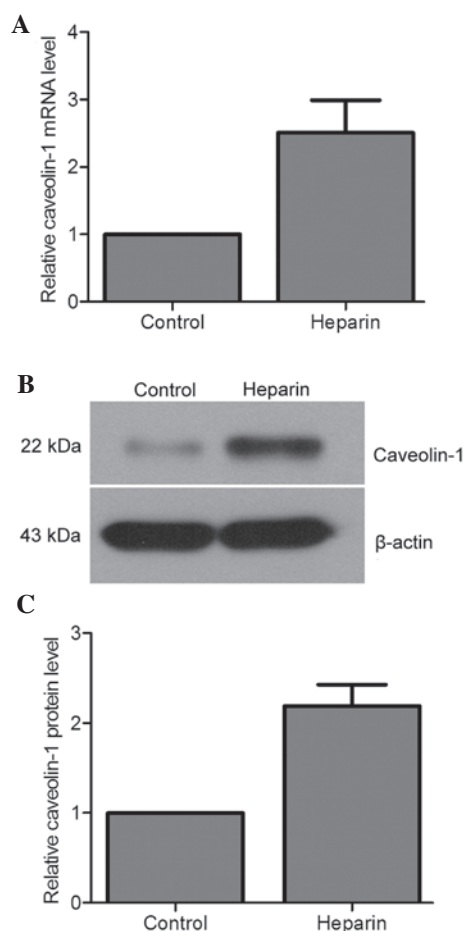 A
Relative caveolin-1 mRNA level
4
3
2
1
0
Control Heparin
B
Control Heparin
22 kDa Caveolin-1
43 kDa β-actin
C
Relative caveolin-1 protein level
3
2
1
0
Control Heparin